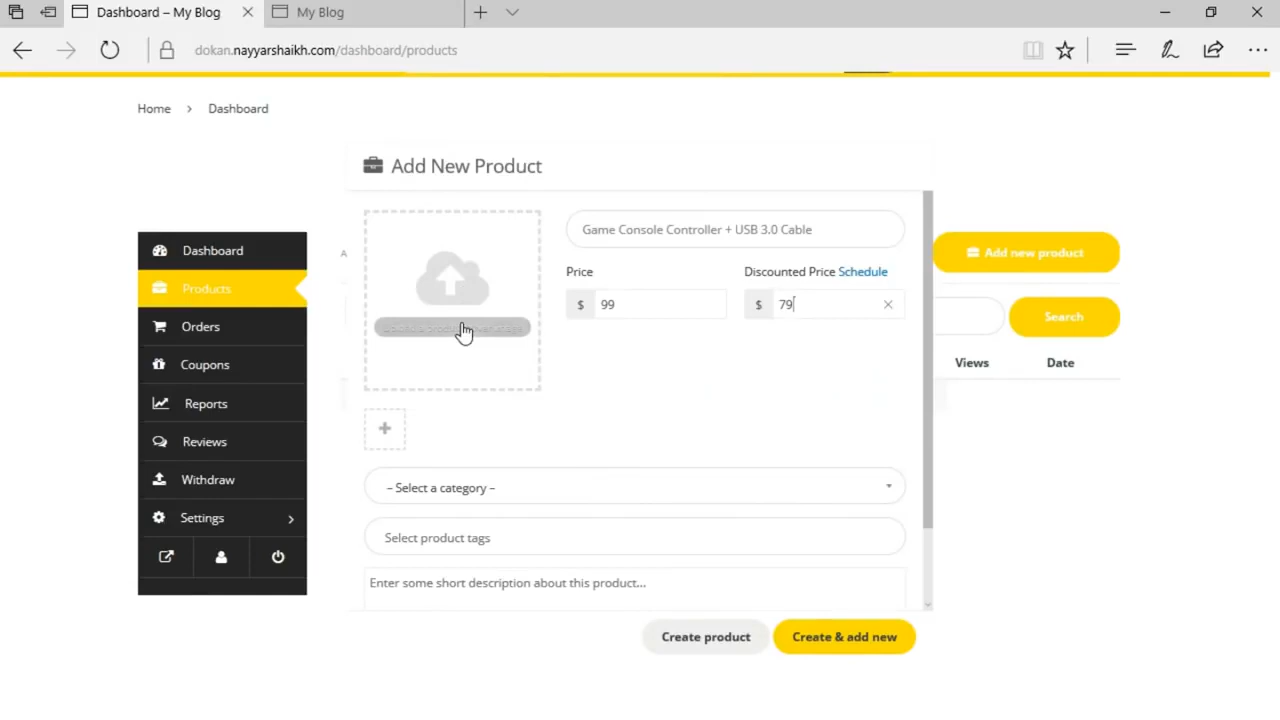 Dashboard – My Blog
My Blog
dokan.nayyarshaikh.com/dashboard/products
Home > Dashboard
Add New Product
Game Console Controller + USB 3.0 Cable
Price
Discounted Price Schedule
$ 99
$ 79
Dashboard
Products
Orders
Coupons
Reports
Reviews
Withdraw
Settings
A
Add new product
Search
Views
Date
– Select a category –
Select product tags
Enter some short description about this product...
Create product
Create & add new